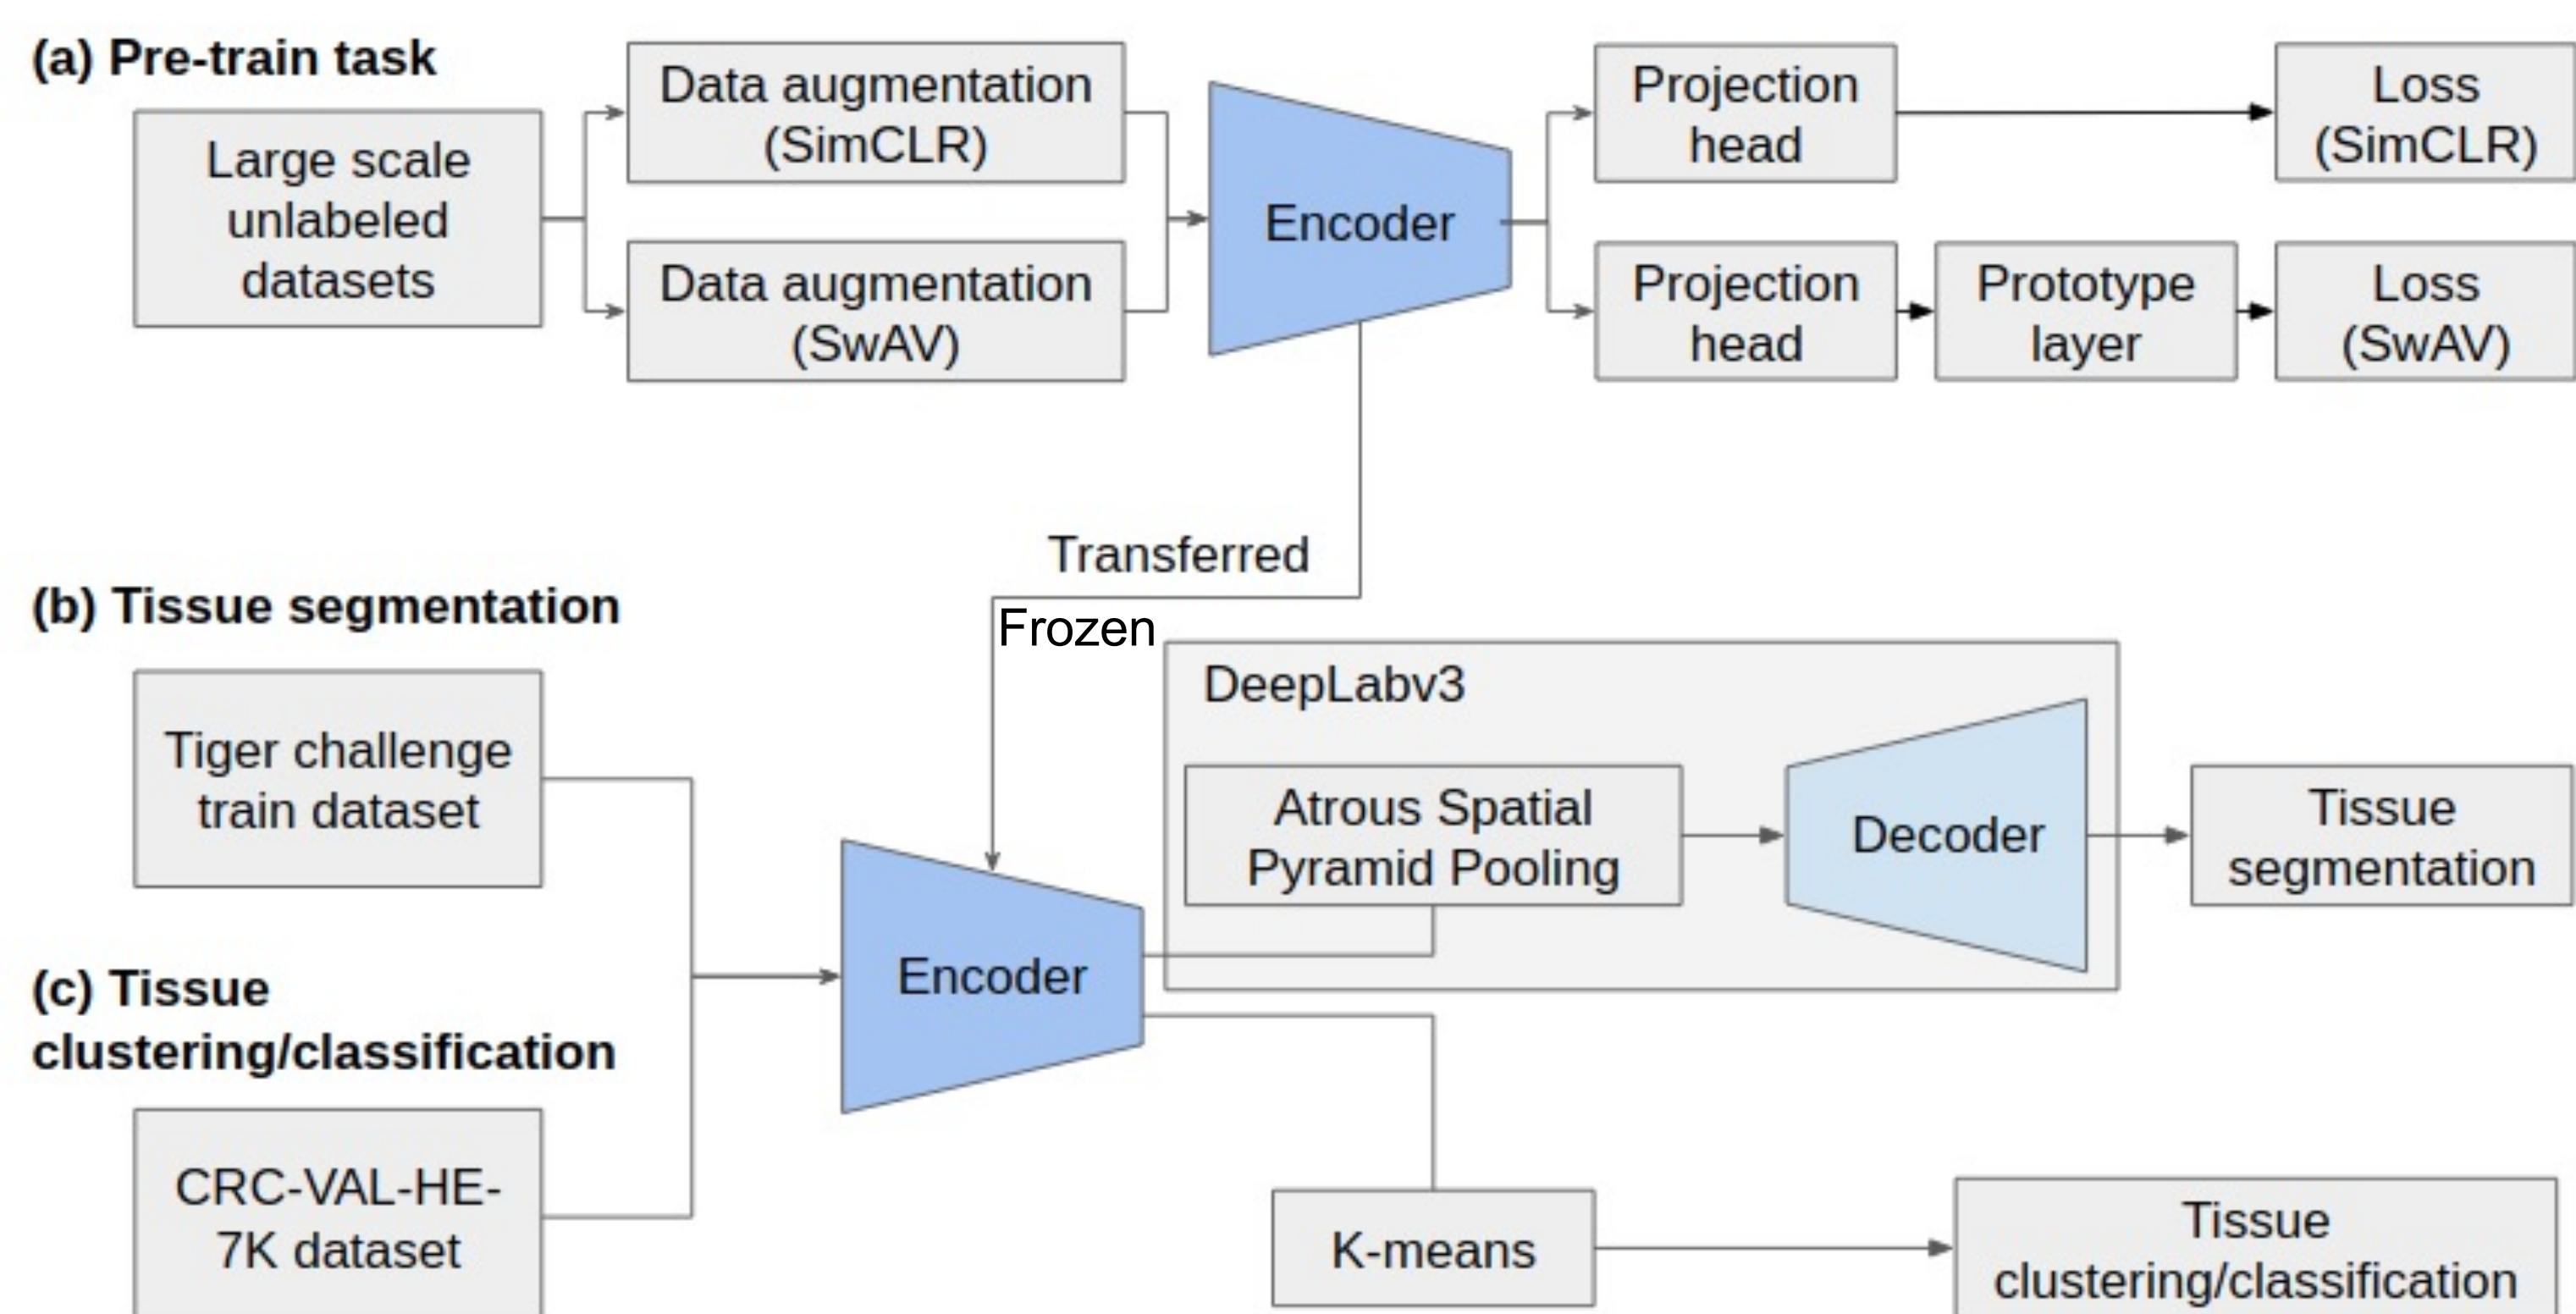 (a) Pre-train task
Large scale
unlabeled
datasets
Data augmentation
(SimCLR)
Data augmentation
(SwAV)
Encoder
Projection
head
Loss
(SimCLR)
Projection
head
Prototype
layer
Loss
(SwAV)
Transferred
Frozen
(b) Tissue segmentation
Tiger challenge
train dataset
DeepLabv3
Atrous Spatial
Pyramid Pooling
Decoder
Tissue
segmentation
Encoder
(c) Tissue
clustering/classification
CRC-VAL-HE-
7K dataset
K-means
Tissue
clustering/classification